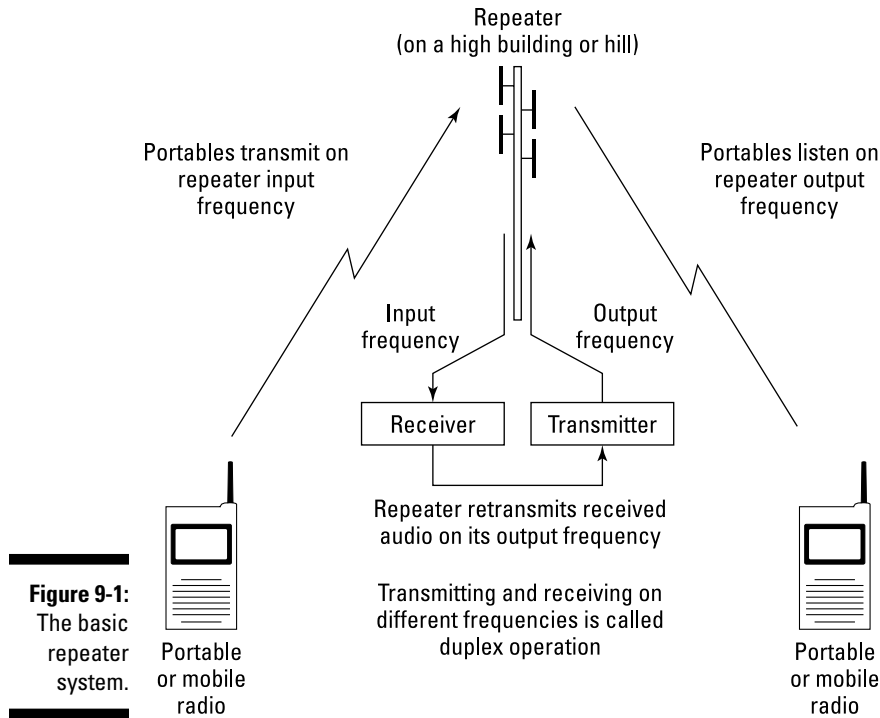 Repeater
(on a high building or hill)
Portables transmit on
repeater input
frequency
Portables listen on
repeater output
frequency
Input
frequency
Output
frequency
Receiver
Transmitter
Repeater retransmits received
audio on its output frequency
Transmitting and receiving on
different frequencies is called
duplex operation
Figure 9-1:
The basic
repeater
system.
Portable
or mobile
radio
Portable
or mobile
radio